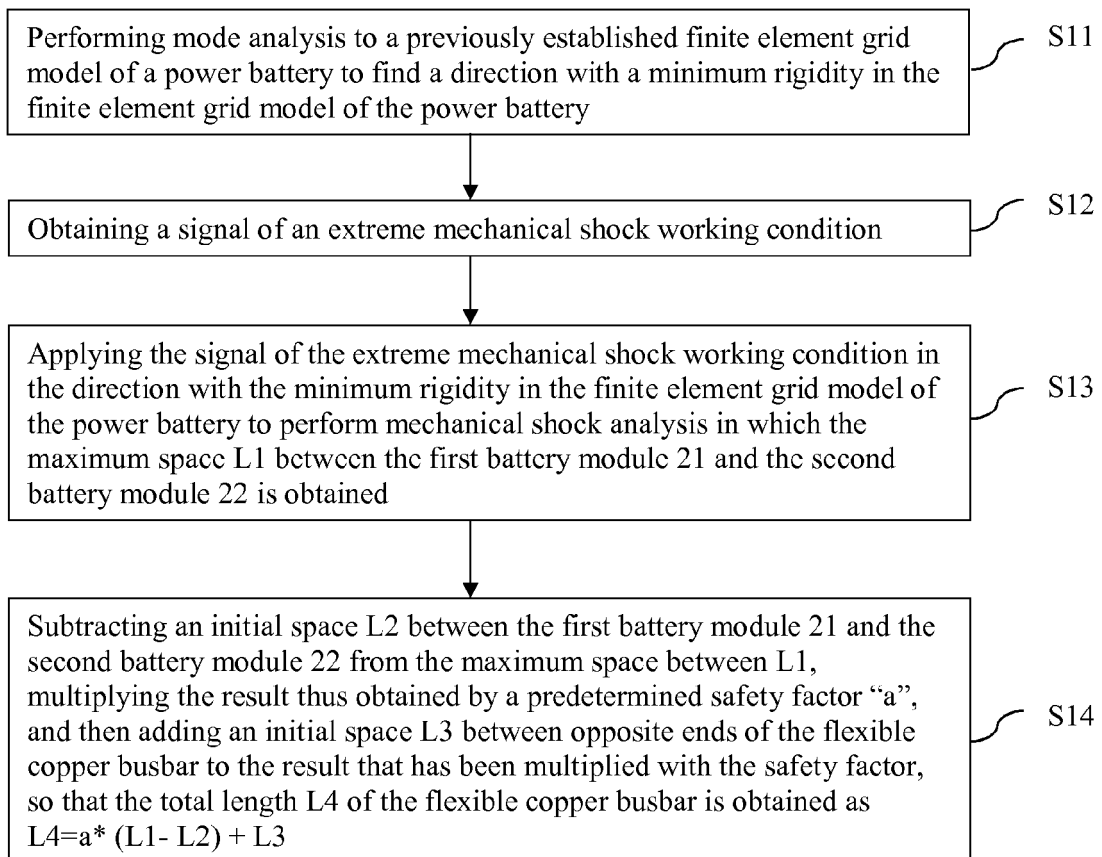 Performing mode analysis to a previously established finite element grid
model of a power battery to find a direction with a minimum rigidity in the
finite element grid model of the power battery
S11
Obtaining a signal of an extreme mechanical shock working condition
S12
Applying the signal of the extreme mechanical shock working condition in
the direction with the minimum rigidity in the finite element grid model of
the power battery to perform mechanical shock analysis in which the
maximum space L1 between the first battery module 21 and the second
battery module 22 is obtained
S13
Subtracting an initial space L2 between the first battery module 21 and the
second battery module 22 from the maximum space between L1,
multiplying the result thus obtained by a predetermined safety factor “a”,
and then adding an initial space L3 between opposite ends of the flexible
copper busbar to the result that has been multiplied with the safety factor,
so that the total length L4 of the flexible copper busbar is obtained as
L4=a* (L1- L2) + L3
S14